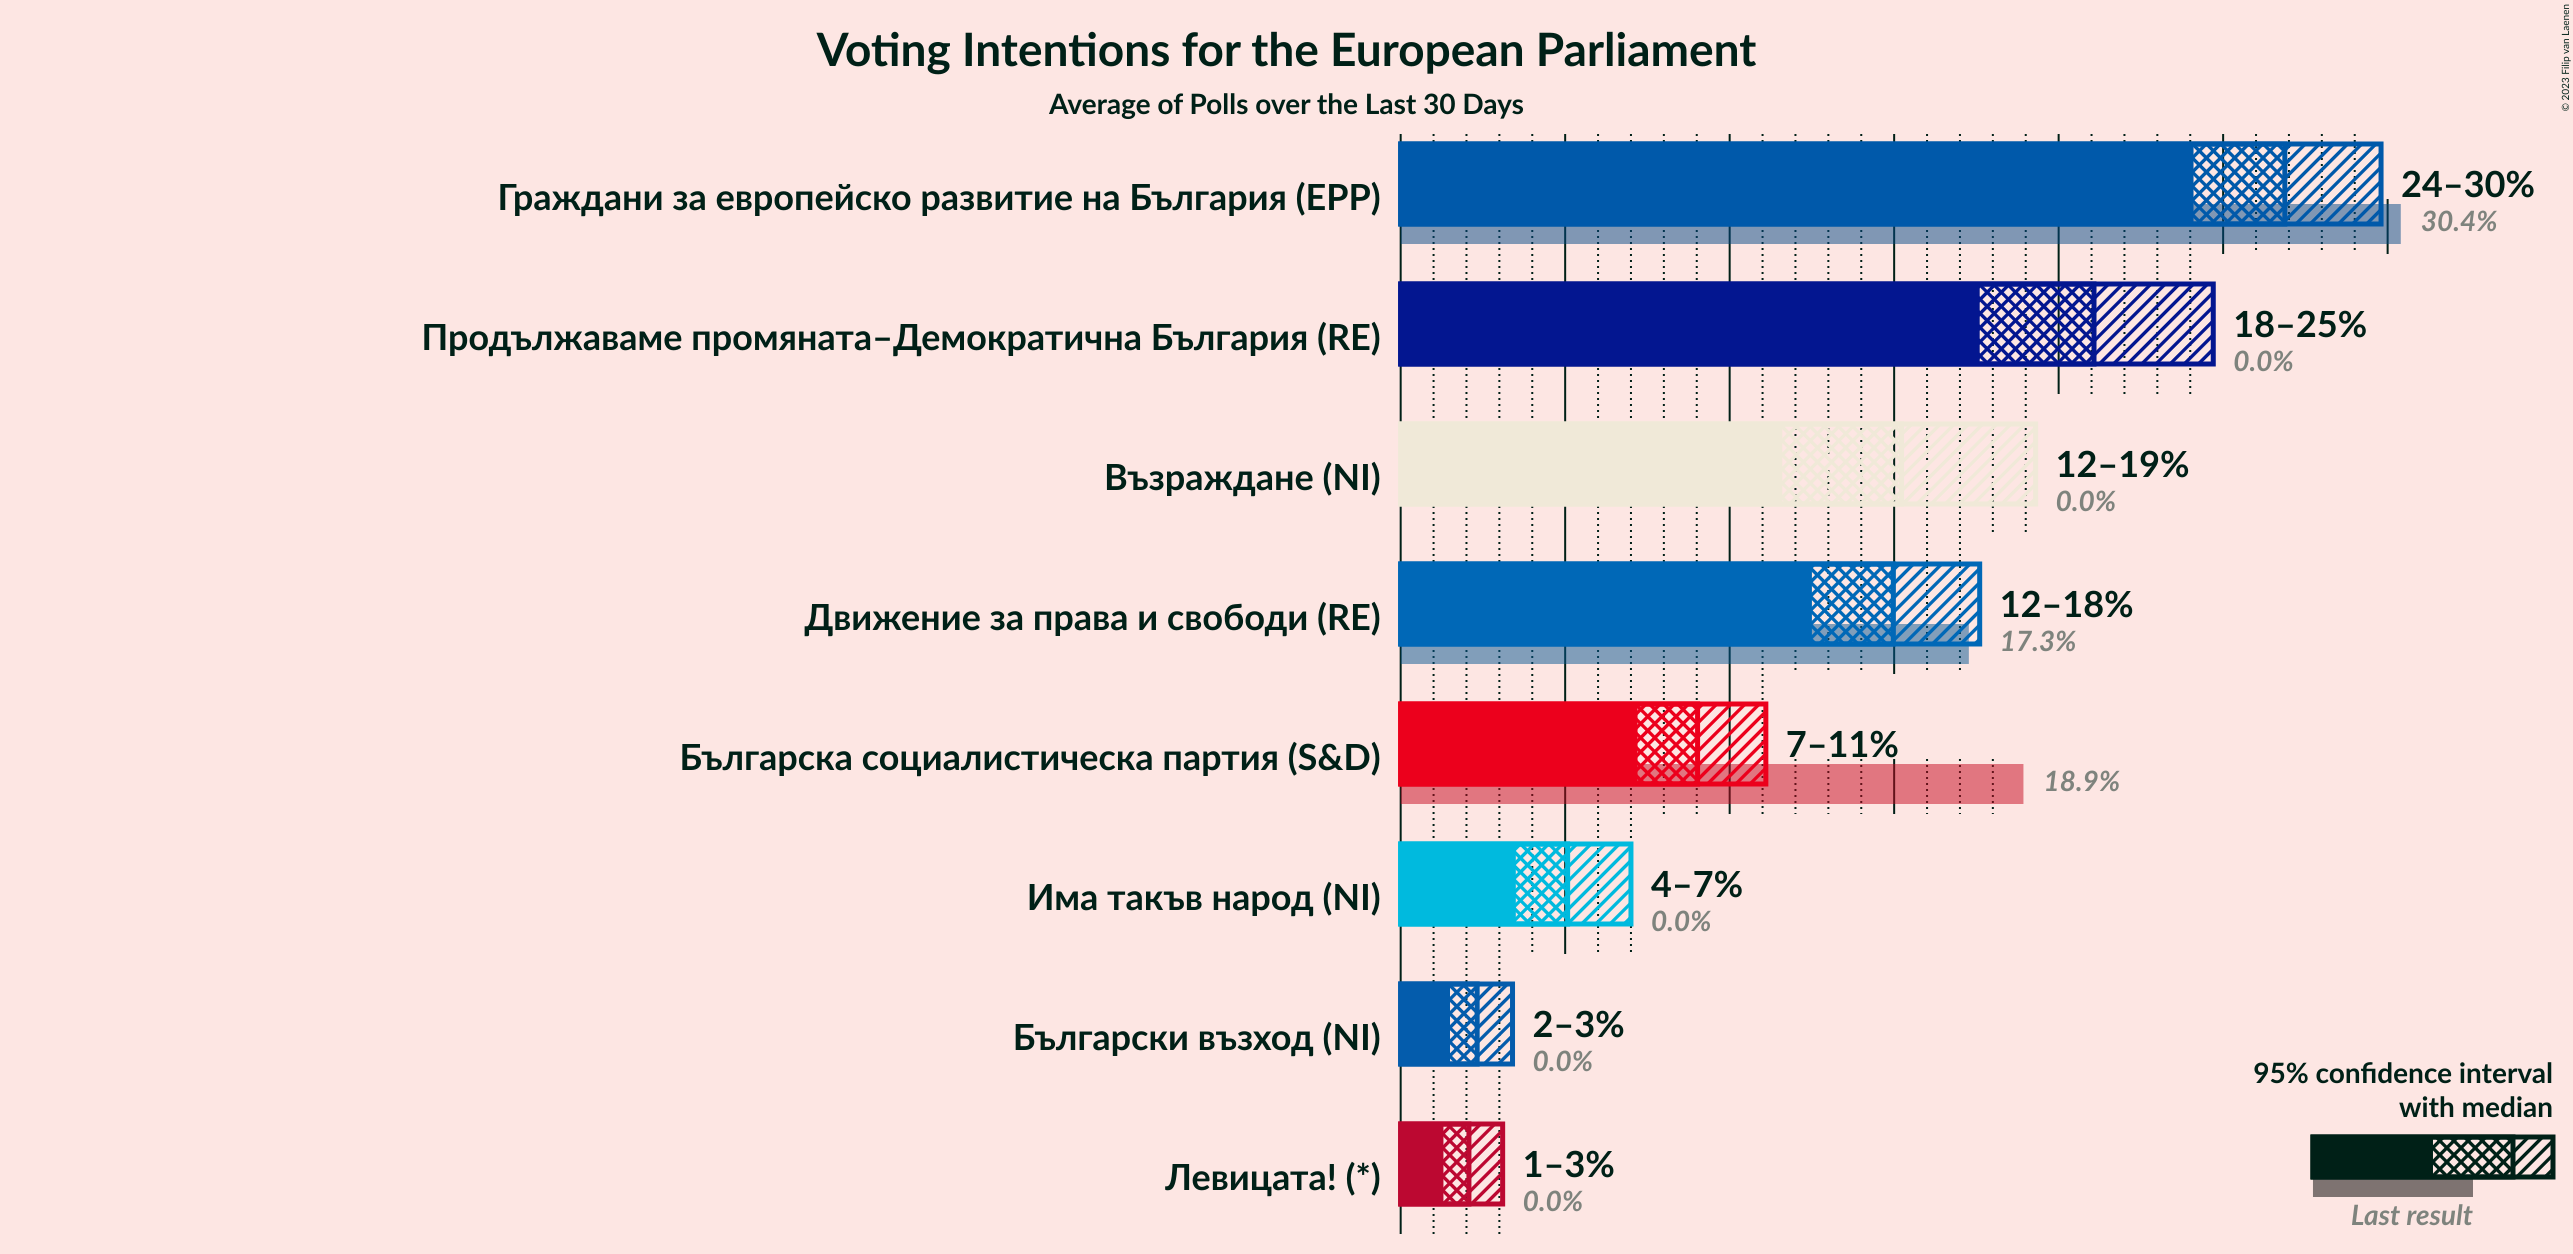 Voting Intentions for the European Parliament
Average of Polls over the Last 30 Days
© 2023 Filip van Laenen
Граждани за европейско развитие на България (EPP)
24–30%
30.4%
Продължаваме промяната–Демократична България (RE)
18–25%
0.0%
Възраждане (NI)
12–19%
0.0%
Движение за права и свободи (RE)
12–18%
17.3%
Българска социалистическа партия (S&D)
7–11%
18.9%
Има такъв народ (NI)
4–7%
0.0%
Български възход (NI)
2–3%
0.0%
Левицата! (*)
1–3%
0.0%
95% confidence interval
with median
Last result